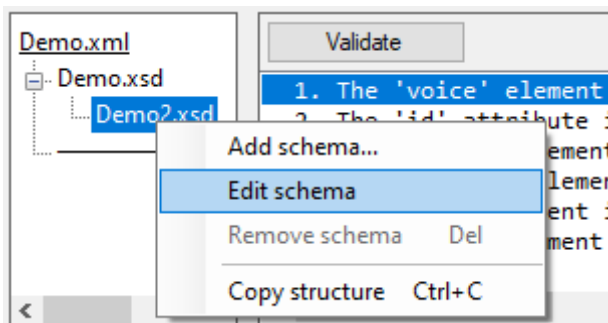 Demo.xml
Demo.xsd
Demo2.xsd
Validate
1. The 'voice' element
2. The 'id' attribute
Add schema...
Edit schema
Remove schema Del
Copy structure Ctrl+C